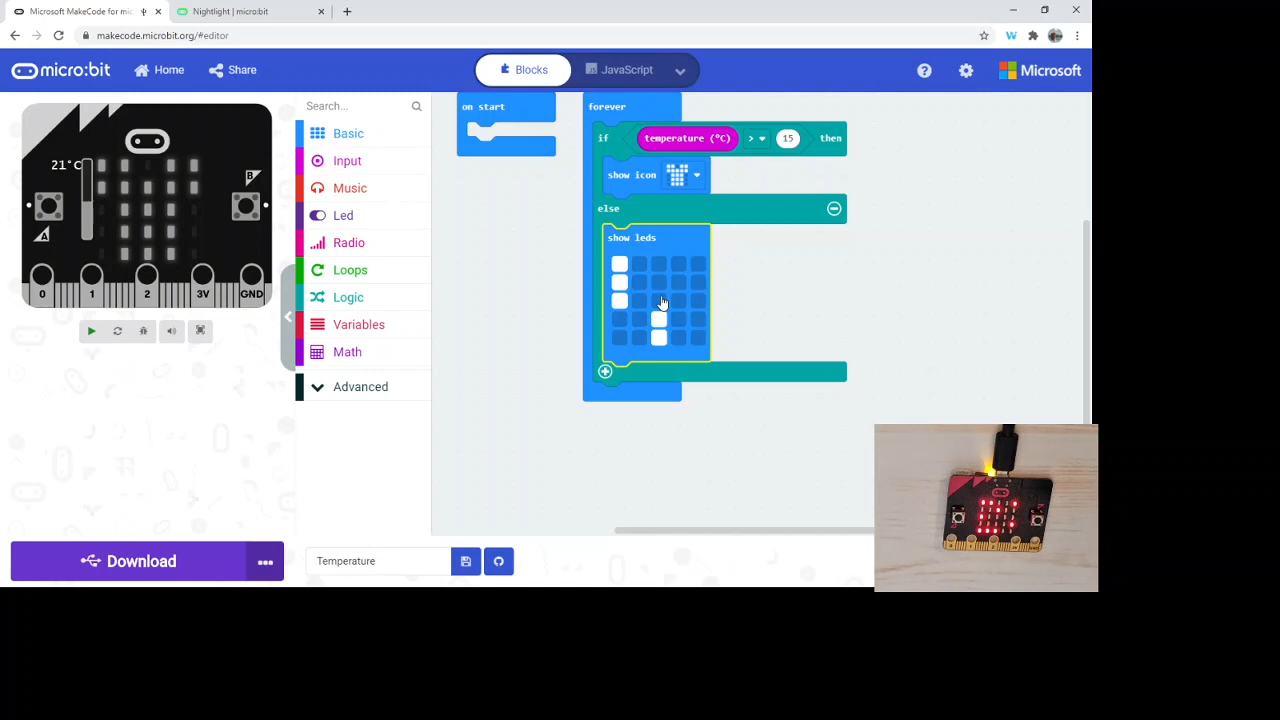 Microsoft MakeCode for mic
Nightlight | micro:bit
makecode.microbit.org/#editor
micro:bit
Home
Share
Blocks
JavaScript
Microsoft
21°C
B
A
0
1
2
3V
GND
Search...
Basic
Input
Music
Led
Radio
Loops
Logic
Variables
Math
Advanced
on start
forever
if temperature (°C) > 15 then
show icon
else
show leds
Download
Temperature